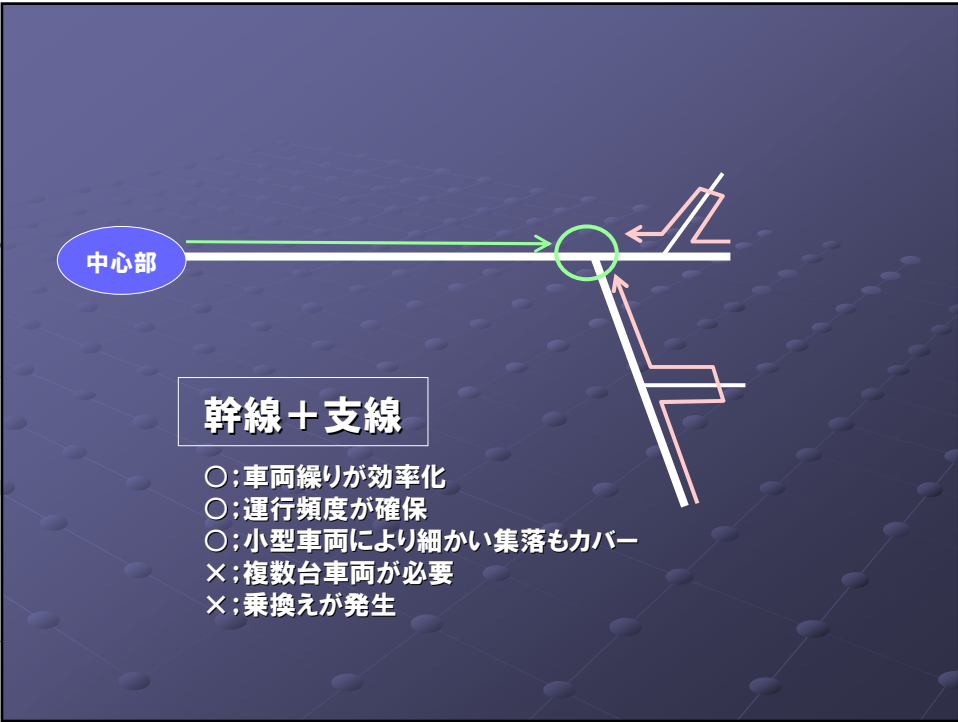 中心部
幹線＋支線
○；車両繰りが効率化
○；運行頻度が確保
○；小型車両により細かい集落もカバー
×；複数台車両が必要
×；乗換えが発生